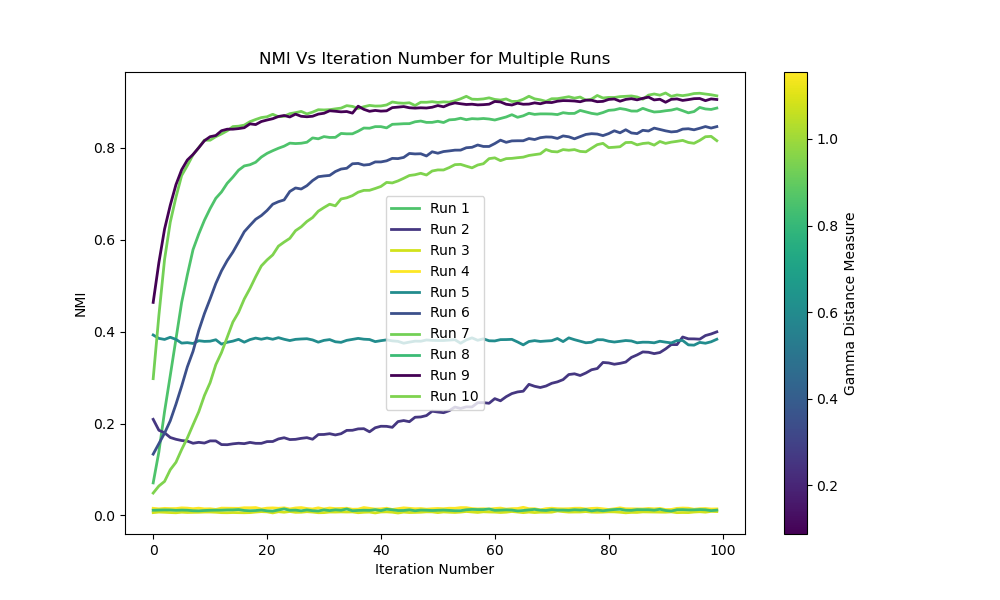 NMI Vs Iteration Number for Multiple Runs
NMI
0.8
0.6
0.4
0.2
0.0
0
20
40
60
80
100
Iteration Number
Run 1
Run 2
Run 3
Run 4
Run 5
Run 6
Run 7
Run 8
Run 9
Run 10
1.0
0.8
0.6
0.4
0.2
Gamma Distance Measure